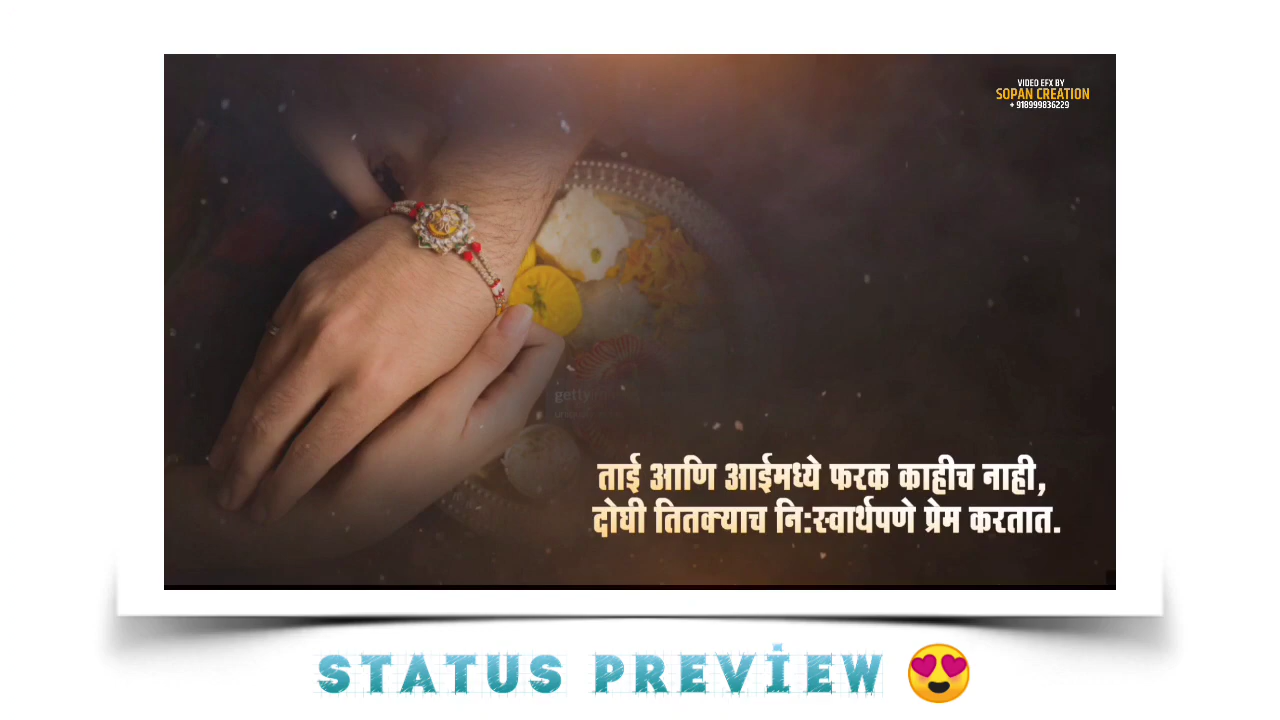 VIDEO EFX BY
SOPAN CREATION
+ 918999836229
ताई आणि आईमध्ये फरक काहीच नाही,
दोघी तितक्याच नि:स्वार्थपणे प्रेम करतात.
STATUS PREVIEW 😍